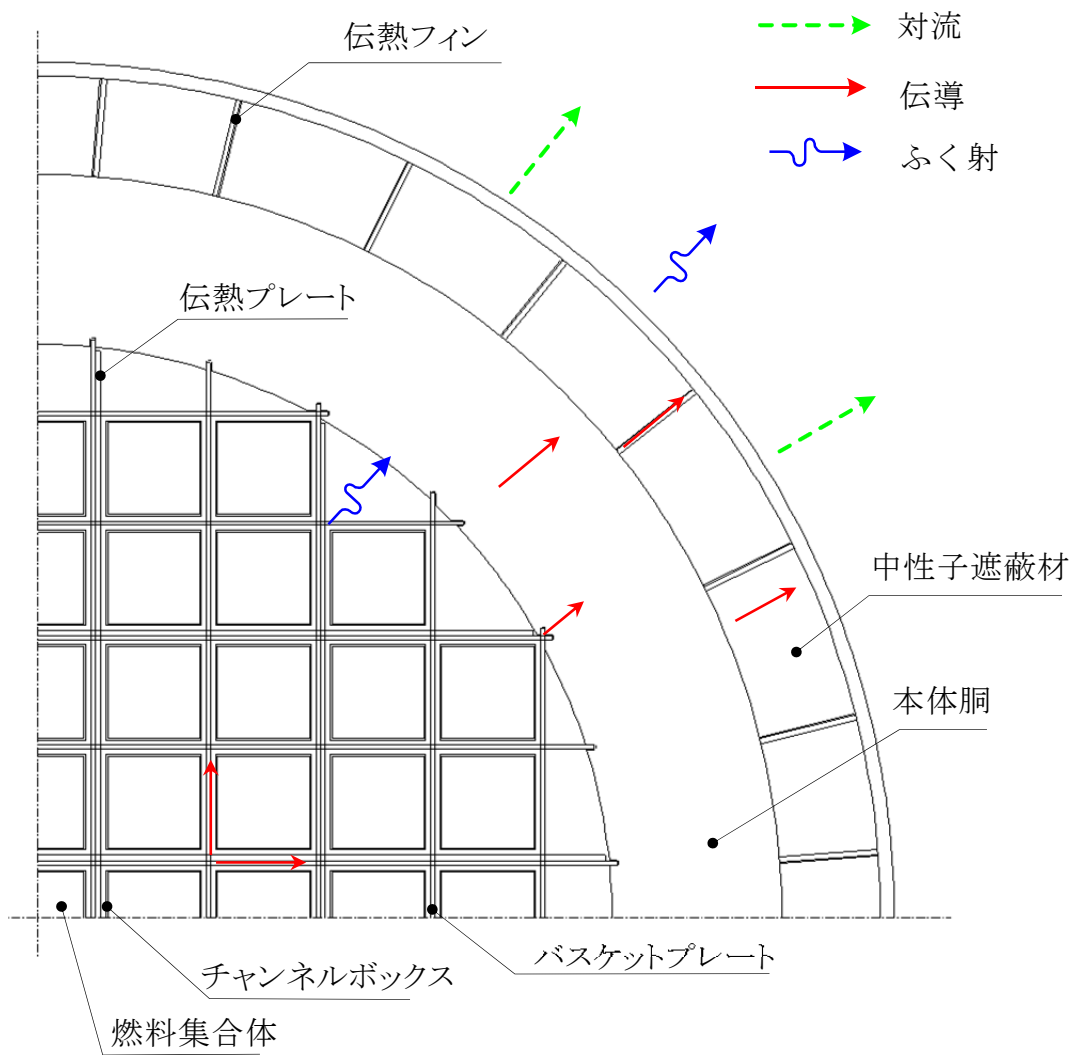 伝熱フィン
対流
伝導
ふく射
伝熱プレート
中性子遮蔽材
本体胴
バスケットプレート
チャンネルボックス
燃料集合体